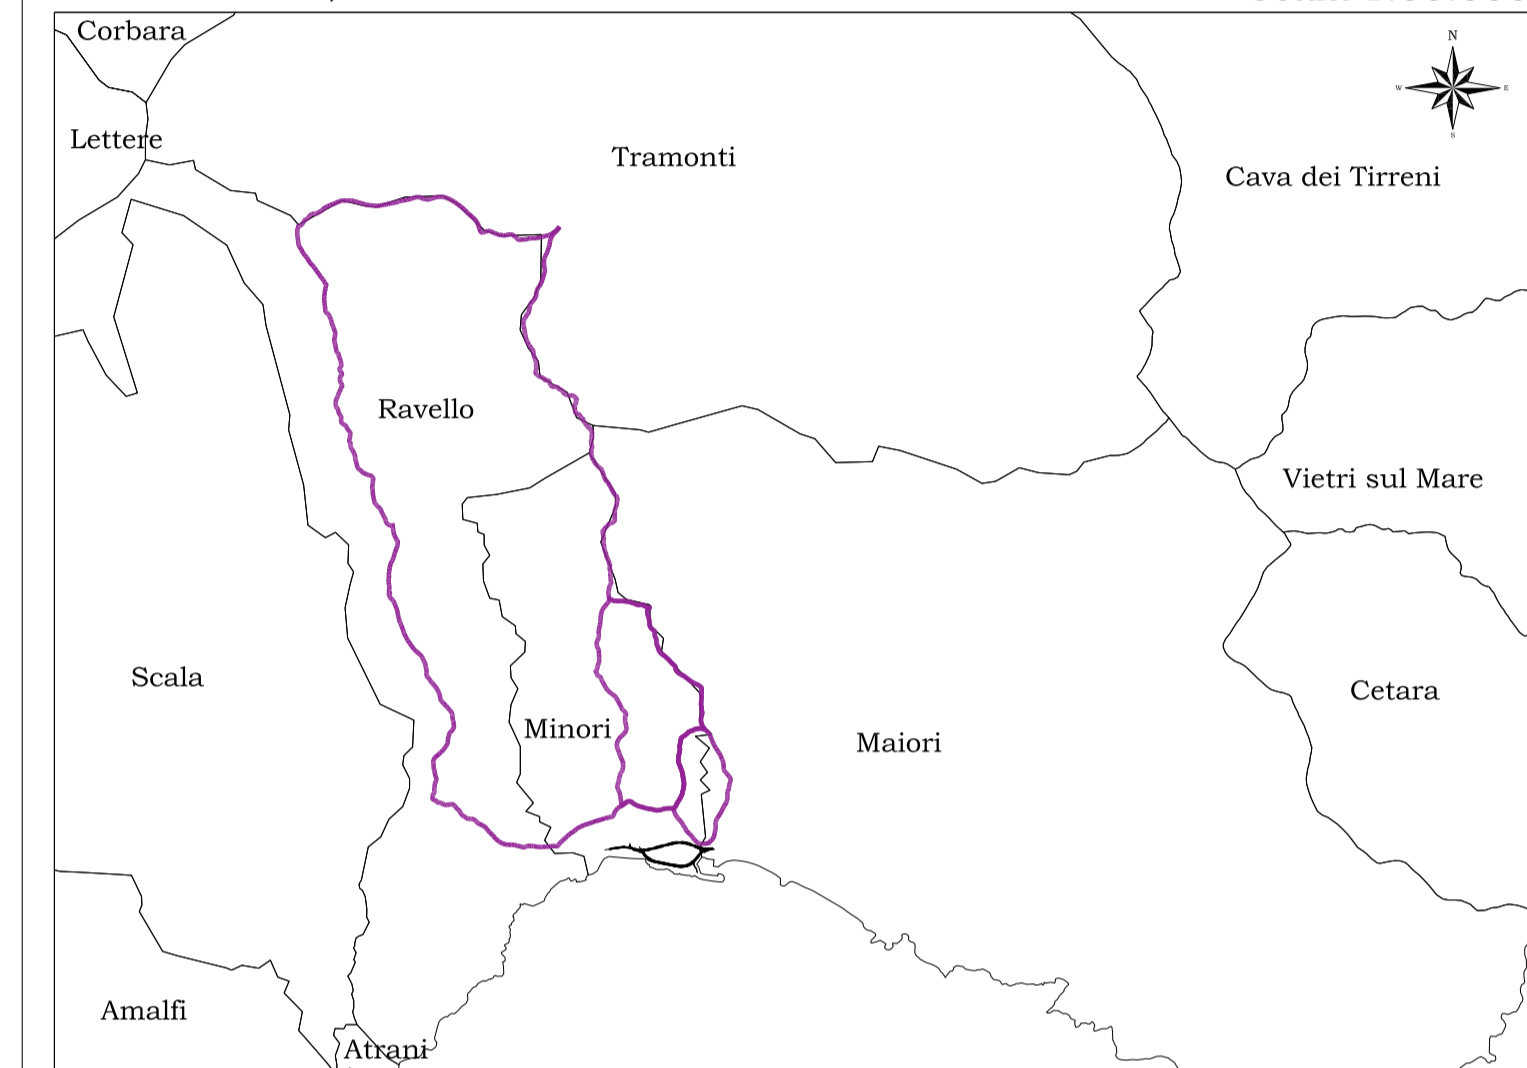 Corbara
N
W
E
S
Lettere
Tramonti
Cava dei Tirreni
Ravello
Vietri sul Mare
Scala
Cetara
Minori
Maiori
Amalfi
Atrani